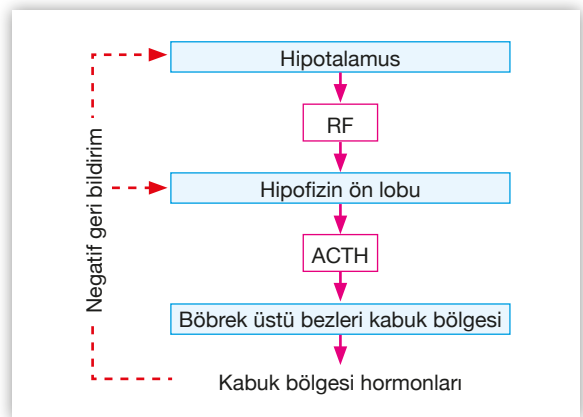 Hipotalamus
RF
Negatif geri bildirim
Hipofizin ön lobu
ACTH
Böbrek üstü bezleri kabuk bölgesi
Kabuk bölgesi hormonları